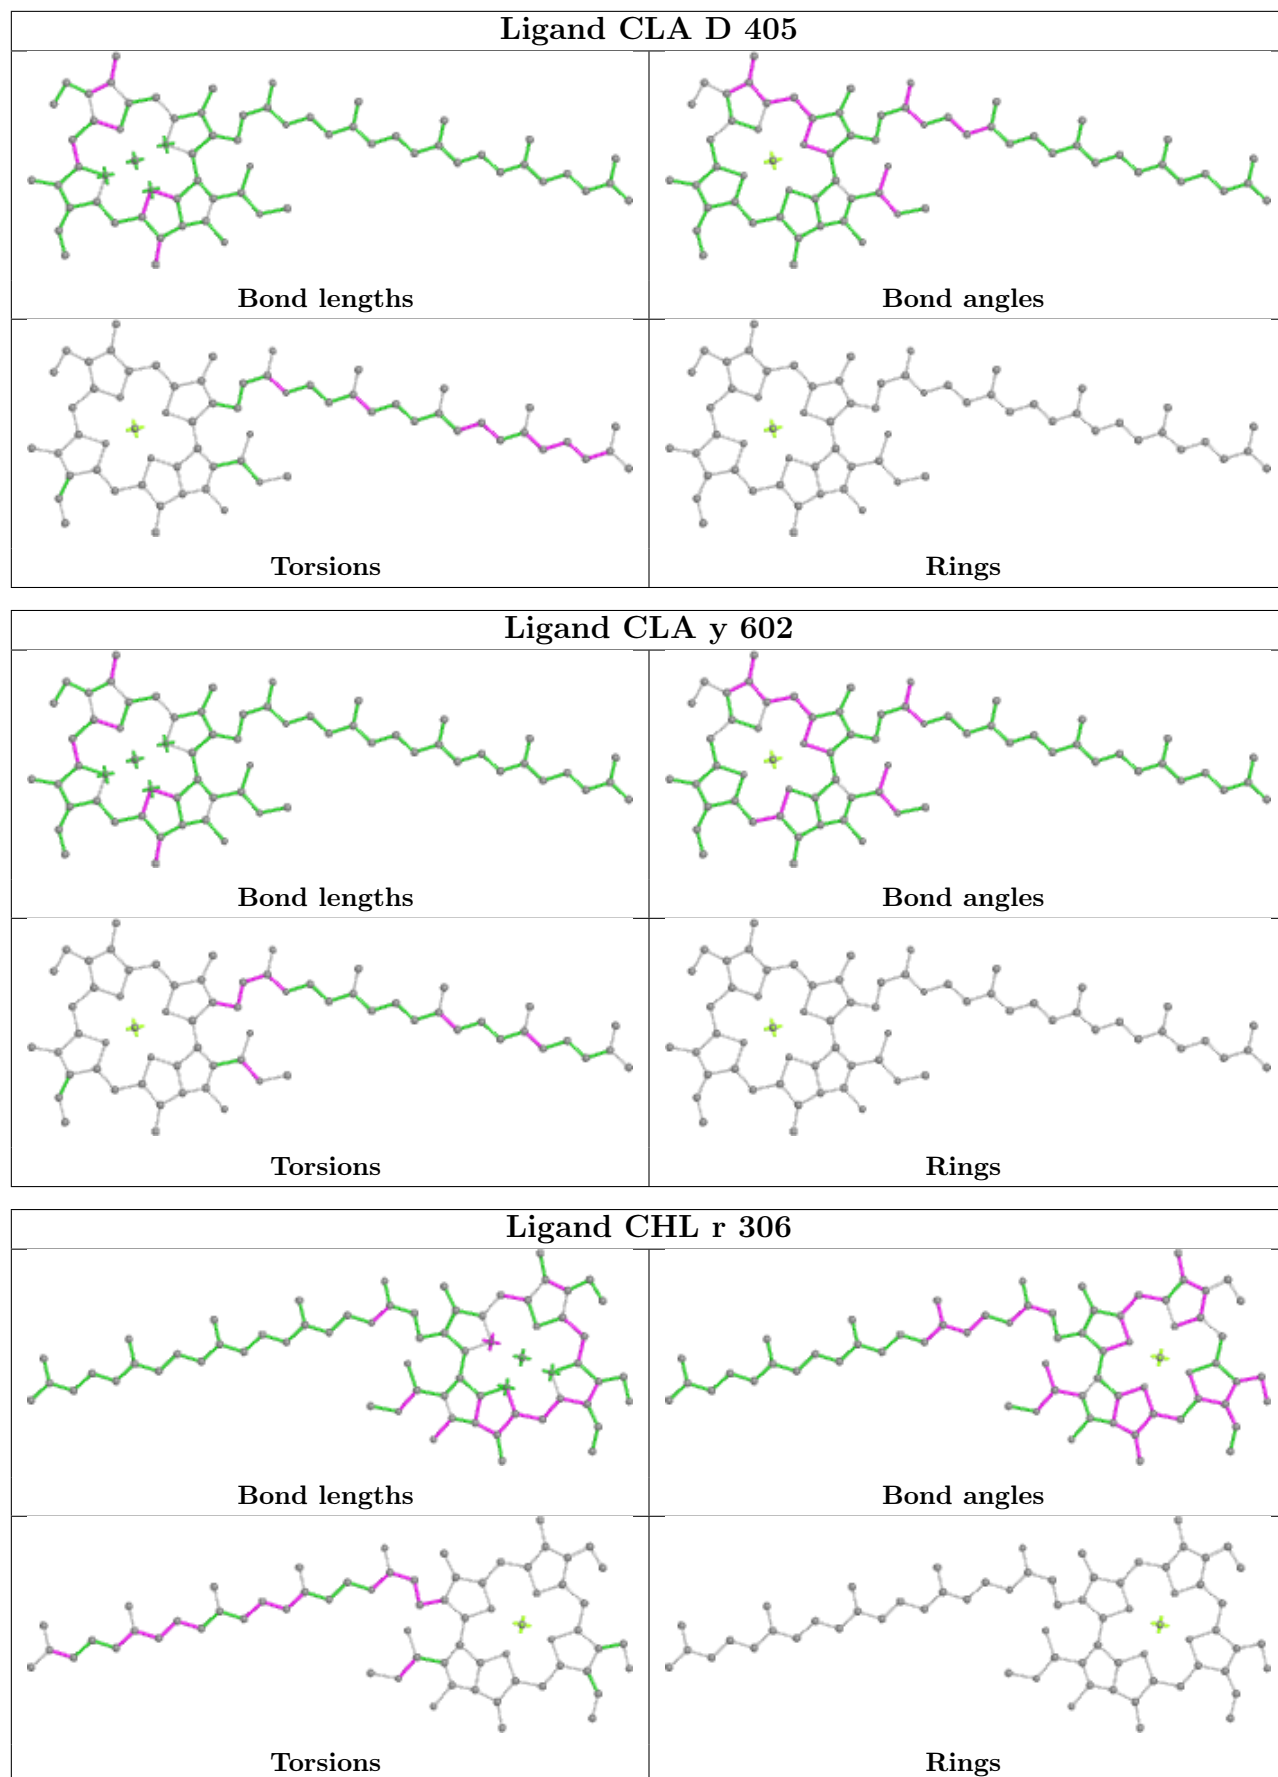 Ligand CLA D 405
Bond lengths
Bond angles
Torsions
Rings
Ligand CLA y 602
Bond lengths
Bond angles
Torsions
Rings
Ligand CHL r 306
Bond lengths
Bond angles
Torsions
Rings